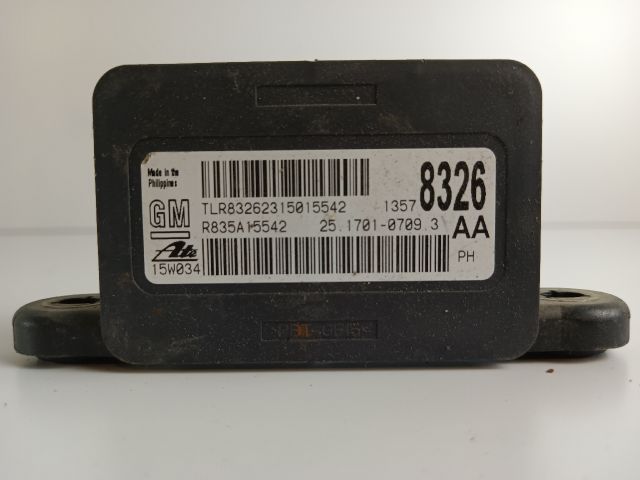 Made in the
Philippines
GM
Ate
15W034
TLR83262315015542 1357
R835A15542 25.1701-0709.3
8326
AA
PH